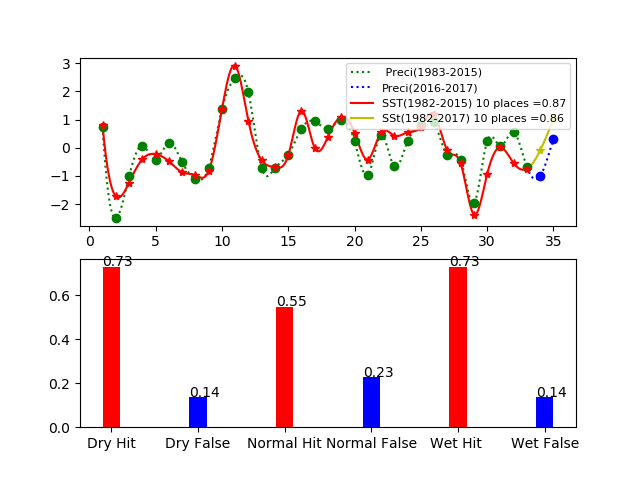 3
2
1
0
−1
−2
Preci(1983-2015)
Preci(2016-2017)
SST(1982-2015) 10 places =0.87
SSt(1982-2017) 10 places =0.86
0 5 10 15 20 25 30 35
0.6
0.4
0.2
0.0
0.73 0.14 0.55 0.23 0.73 0.14
Dry Hit Dry False Normal Hit Normal False Wet Hit Wet False